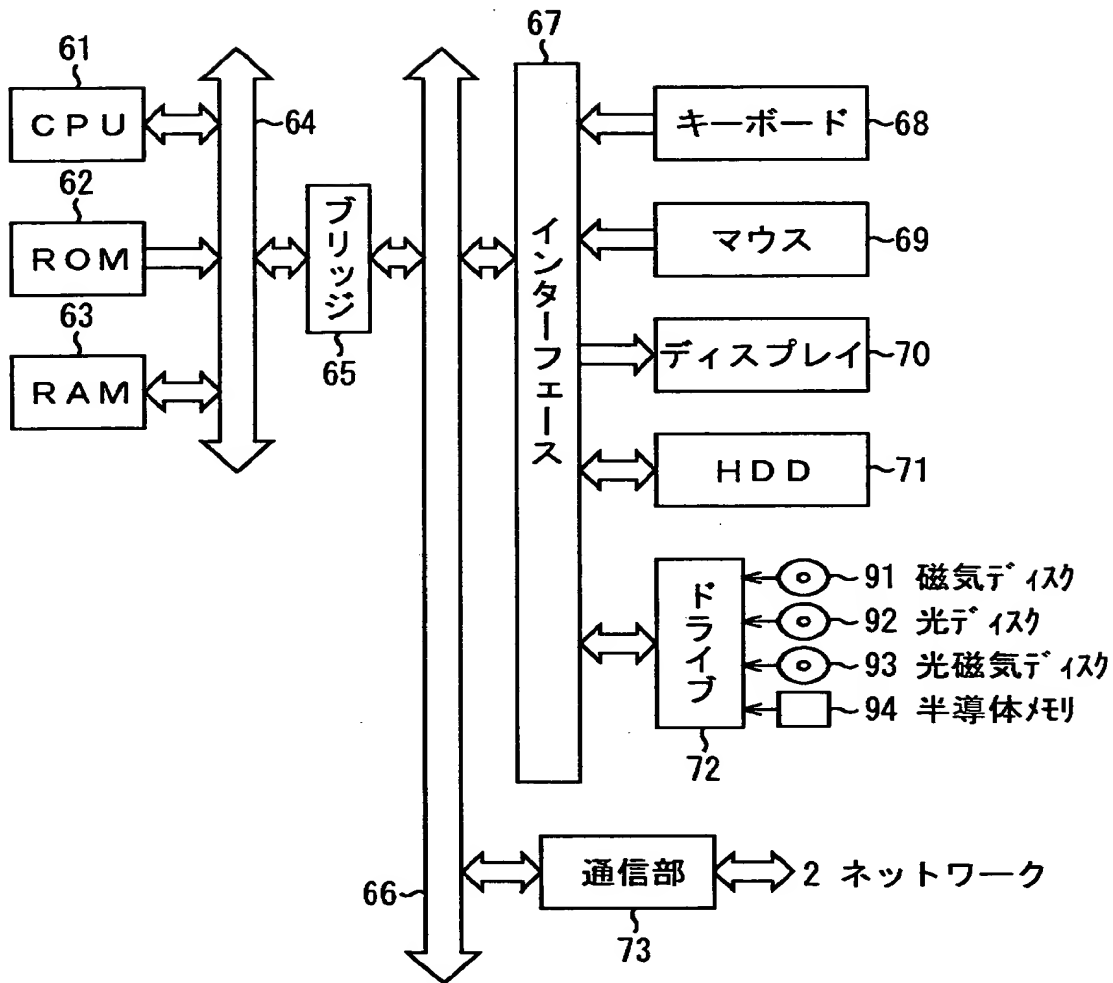 61
CPU
62
ROM
63
RAM
64
ブリッジ
65
66
67
インターフェース
キーボード 68
マウス 69
ディスプレイ 70
HDD 71
ドライブ
72
91 磁気ディスク
92 光ディスク
93 光磁気ディスク
94 半導体メモリ
通信部
73
2 ネットワーク